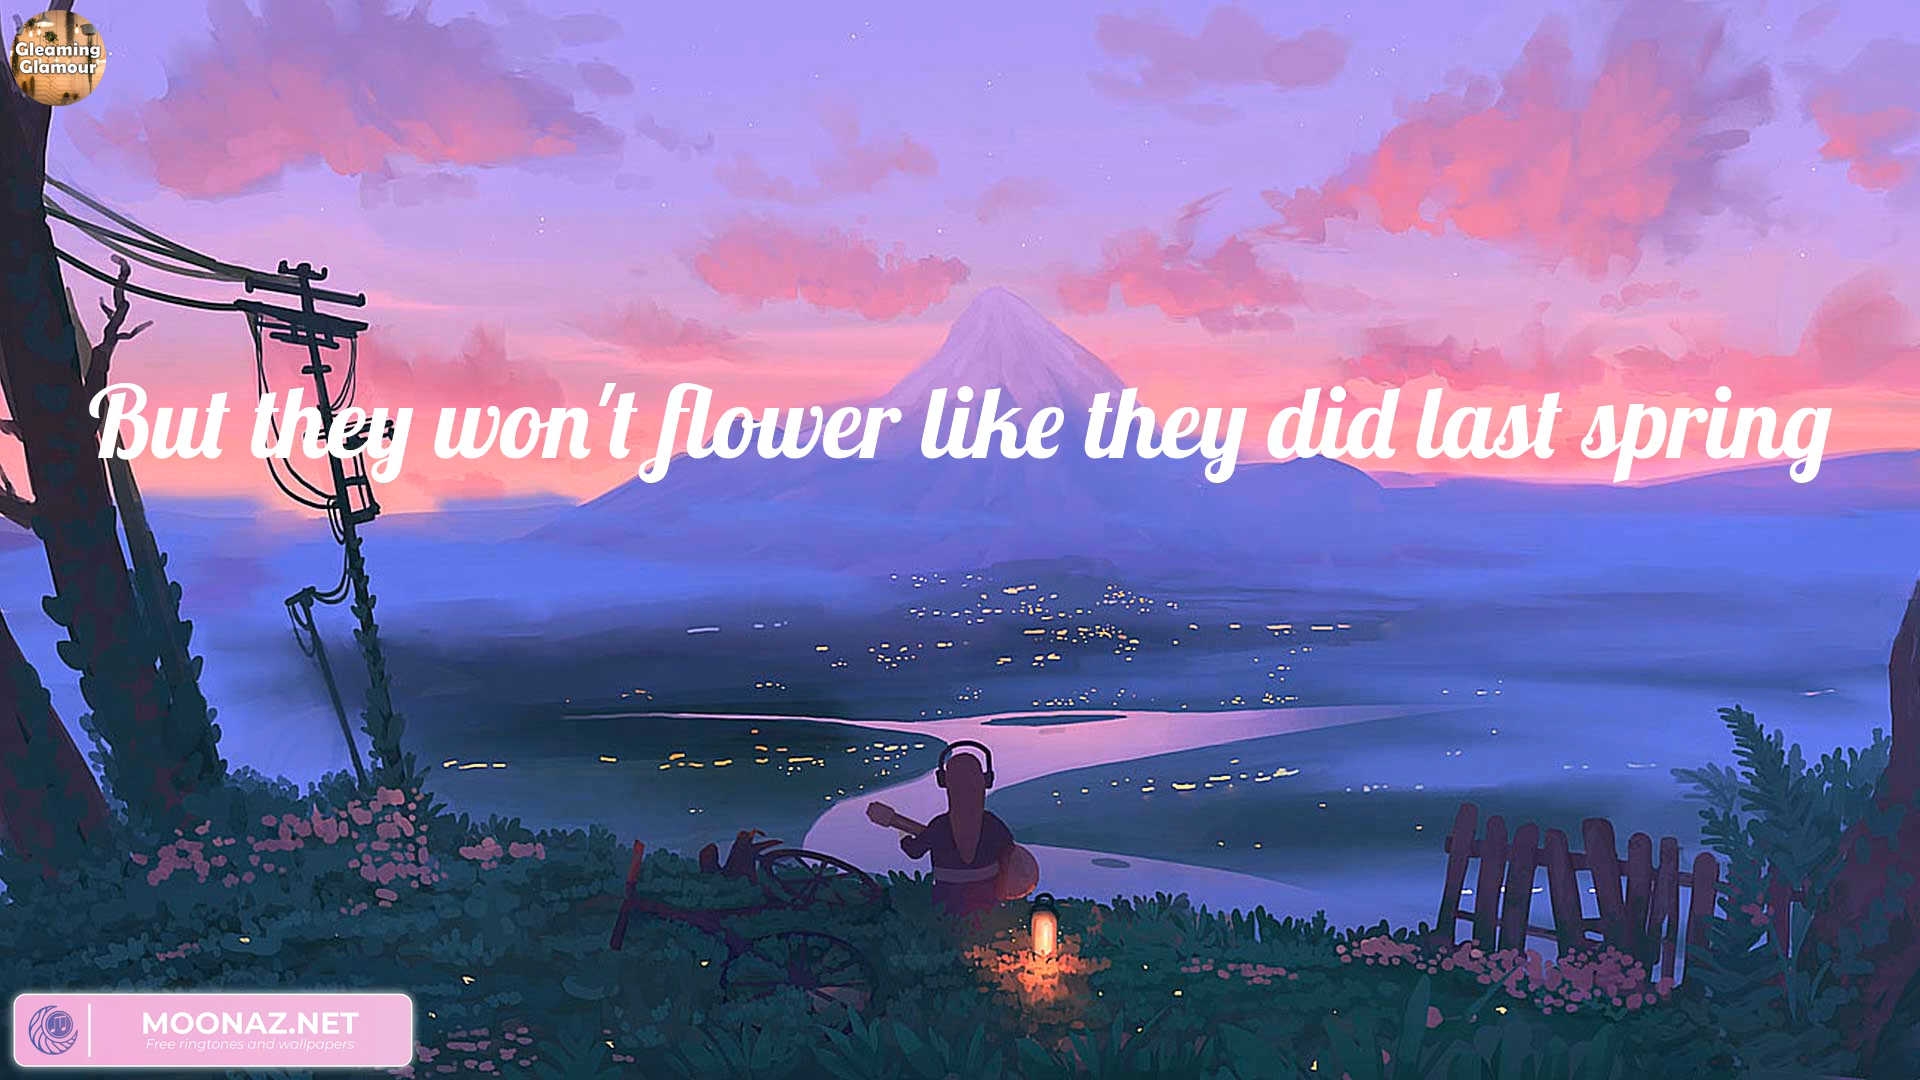 Gleaming
Glamour
But they won't flower like they did last spring
MOONAZ.NET
Free ringtones and wallpapers